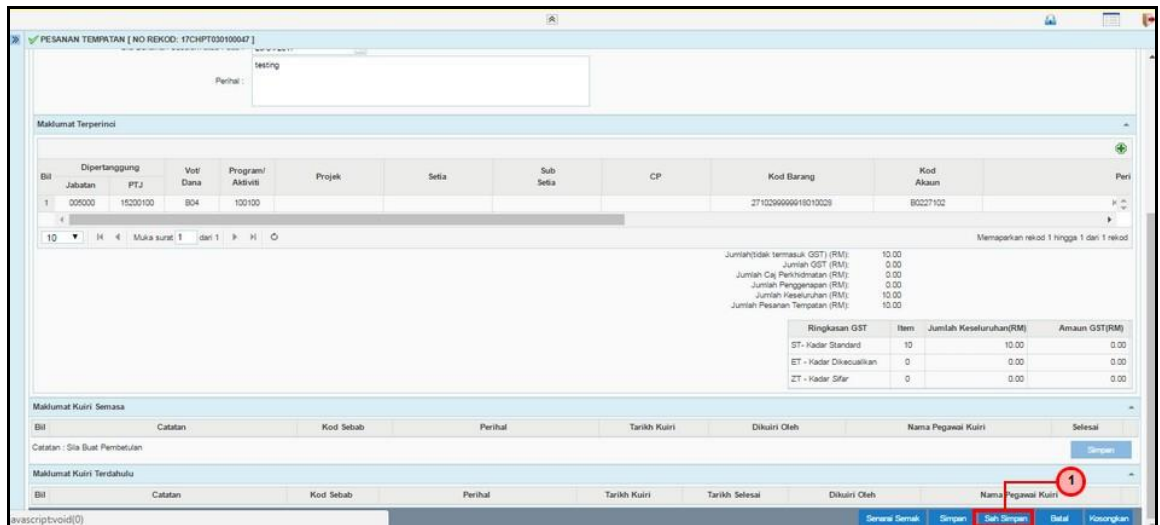 PESANAN TEMPATAN [ NO REKOD: 17CHPT030100047 ]
Perihal : testing
Maklumat Terperinci
Bil Dipertanggung Vot/ Dana Program/ Aktiviti Projek Setia Sub Setia CP Kod Barang Kod Akaun Peri
Jabatan PTJ
1 005000 15200100 B04 100100 2710299999918010028 B0227102
10 Muka surat 1 dari 1 Memaparkan rekod 1 hingga 1 dari 1 rekod
Jumlah(tidak termasuk GST) (RM): 10.00
Jumlah GST (RM): 0.00
Jumlah Caj Perkhidmatan (RM): 0.00
Jumlah Penggenapan (RM): 0.00
Jumlah Keseluruhan (RM): 10.00
Jumlah Pesanan Tempatan (RM): 10.00
Ringkasan GST Item Jumlah Keseluruhan(RM) Amaun GST(RM)
ST- Kadar Standard 10 10.00 0.00
ET - Kadar Dikecualikan 0 0.00 0.00
ZT - Kadar Sifar 0 0.00 0.00
Maklumat Kuiri Semasa
Bil Catatan Kod Sebab Perihal Tarikh Kuiri Dikuiri Oleh Nama Pegawai Kuiri Selesai
Catatan : Sila Buat Pembetulan Simpan
Maklumat Kuiri Terdahulu
1
Bil Catatan Kod Sebab Perihal Tarikh Kuiri Tarikh Selesai Dikuiri Oleh Nama Pegawai Kuiri
avascript:void(0) Senarai Semak Simpan Sah Simpan Batal Kosongkan